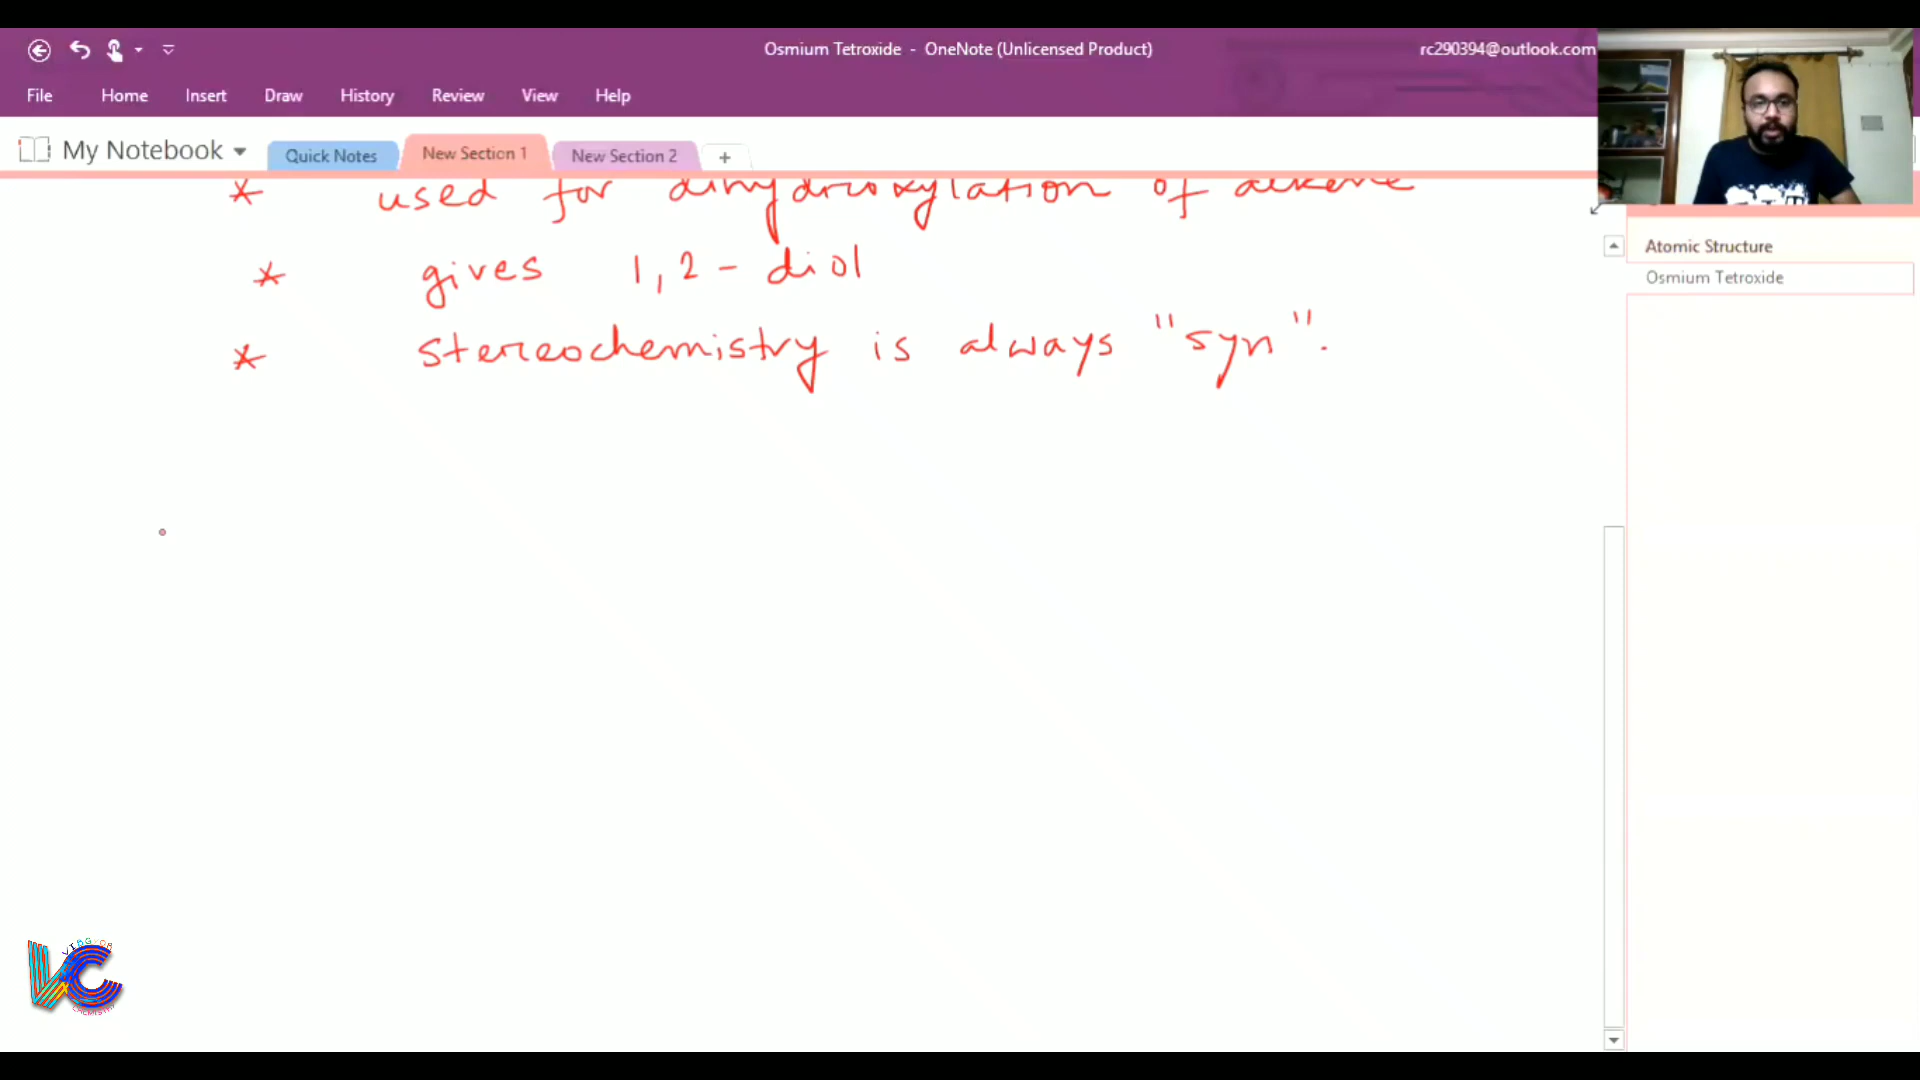 Osmium Tetroxide - OneNote (Unlicensed Product)
rc290394@outlook.com
File Home Insert Draw History Review View Help
My Notebook
Quick Notes
New Section 1
New Section 2
+
* used for dihydroxylation of alkene
* gives 1,2 - diol
* stereochemistry is always "syn".
Atomic Structure
Osmium Tetroxide
VC